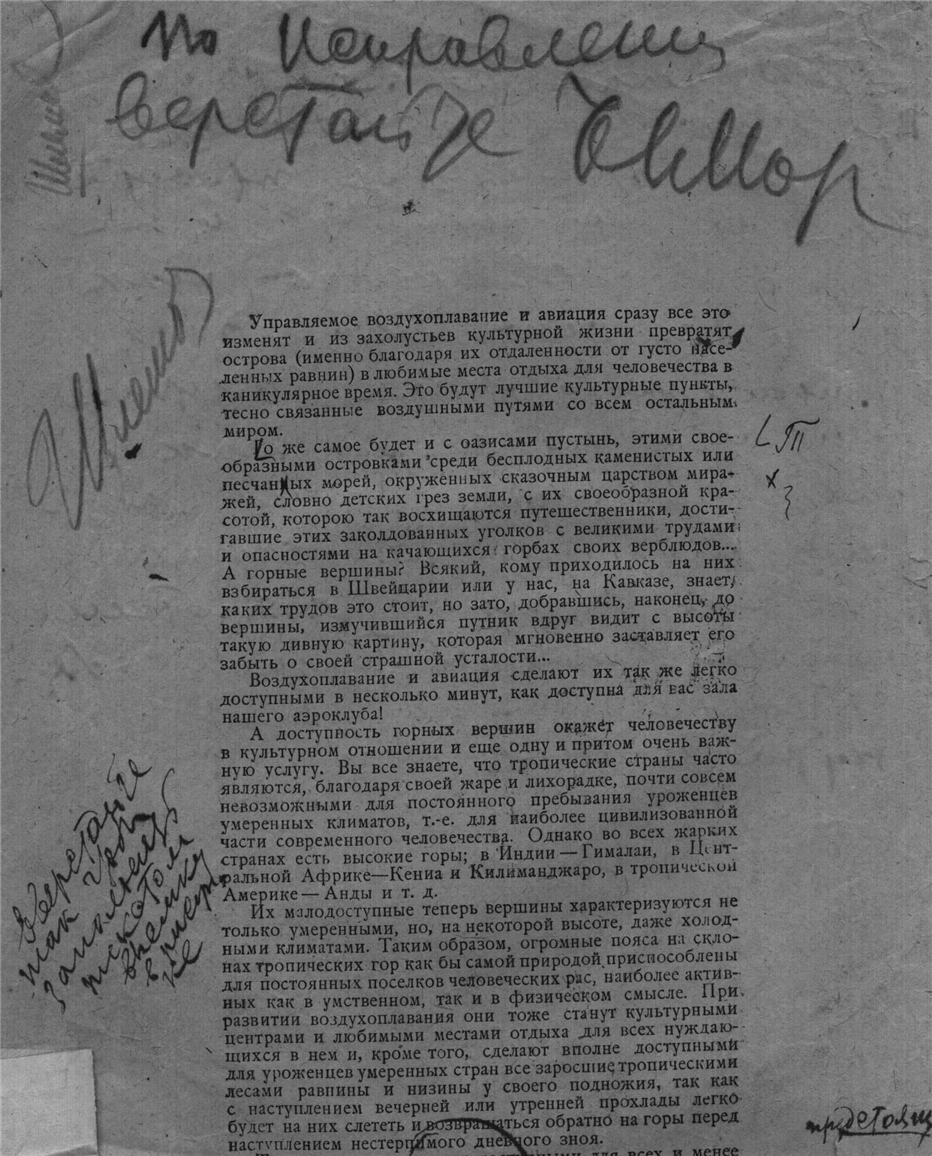 По исправлении
верстайте
Управляемое воздухоплавание и авиация сразу все это
изменят и из захолустьев культурной жизни превратят
острова (именно благодаря их отдаленности от густо насе-
ленных равнин) в любимые места отдыха для человечества в
каникулярное время. Это будут лучшие культурные пункты,
тесно связанные воздушными путями со всем остальным
миром.
То же самое будет и с оазисами пустынь, этими свое-
образными островками среди бесплодных каменистых или
песчаных морей, окруженных сказочным царством мира-
жей, словно детских грез земли, с их своеобразной кра-
сотой, которою так восхищаются путешественники, дости-
гавшие этих заколдованных уголков с великими трудами
и опасностями на качающихся горбах своих верблюдов...
А горные вершины? Всякий, кому приходилось на них
взбираться в Швейцарии или у нас, на Кавказе, знает,
каких трудов это стоит, но зато, добравшись, наконец, до
вершины, измучившийся путник вдруг видит с высоты
такую дивную картину, которая мгновенно заставляет его
забыть о своей страшной усталости...
Воздухоплавание и авиация сделают их так же легко
доступными в несколько минут, как доступна для вас зала
нашего аэроклуба!
А доступность горных вершин окажет человечеству
в культурном отношении и еще одну и притом очень важ-
ную услугу. Вы все знаете, что тропические страны часто
являются, благодаря своей жаре и лихорадке, почти совсем
невозможными для постоянного пребывания уроженцев
умеренных климатов, т.-е. для наиболее цивилизованной
части современного человечества. Однако во всех жарких
странах есть высокие горы; в Индии — Гималаи, в Цент-
ральной Африке—Кениа и Килиманджаро, в тропической
Америке — Анды и т. д.
Их малодоступные теперь вершины характеризуются не
только умеренными, но, на некоторой высоте, даже холод-
ными климатами. Таким образом, огромные пояса на скло-
нах тропических гор как бы самой природой приспособлены
для постоянных поселков человеческих рас, наиболее актив-
ных как в умственном, так и в физическом смысле. При
развитии воздухоплавания они тоже станут культурными
центрами и любимыми местами отдыха для всех нуждаю-
щихся в нем и, кроме того, сделают вполне доступными
для уроженцев умеренных стран все заросшие тропическими
лесами равнины и низины у своего подножия, так как
с наступлением вечерней или утренней прохлады легко
будет на них слететь и возвращаться обратно на горы перед
наступлением нестерпимого дневного зноя.
для всех и менее
верстайте
так чтобы